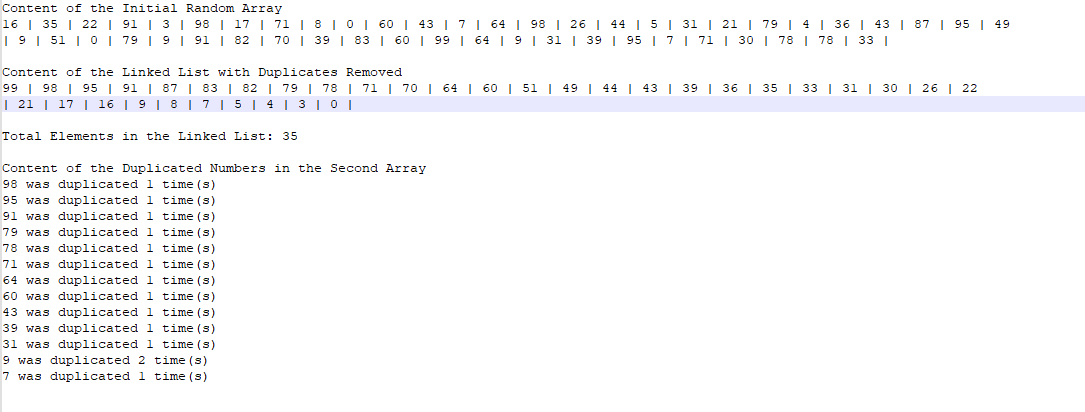 Content of the Initial Random Array
16 | 35 | 22 | 91 | 3 | 98 | 17 | 71 | 8 | 0 | 60 | 43 | 7 | 64 | 98 | 26 | 44 | 5 | 31 | 21 | 79 | 4 | 36 | 43 | 87 | 95 | 49
| 9 | 51 | 0 | 79 | 9 | 91 | 82 | 70 | 39 | 83 | 60 | 99 | 64 | 9 | 31 | 39 | 95 | 7 | 71 | 30 | 78 | 78 | 33 |
Content of the Linked List with Duplicates Removed
99 | 98 | 95 | 91 | 87 | 83 | 82 | 79 | 78 | 71 | 70 | 64 | 60 | 51 | 49 | 44 | 43 | 39 | 36 | 35 | 33 | 31 | 30 | 26 | 22
| 21 | 17 | 16 | 9 | 8 | 7 | 5 | 4 | 3 | 0 |
Total Elements in the Linked List: 35
Content of the Duplicated Numbers in the Second Array
98 was duplicated 1 time(s)
95 was duplicated 1 time(s)
91 was duplicated 1 time(s)
79 was duplicated 1 time(s)
78 was duplicated 1 time(s)
71 was duplicated 1 time(s)
64 was duplicated 1 time(s)
60 was duplicated 1 time(s)
43 was duplicated 1 time(s)
39 was duplicated 1 time(s)
31 was duplicated 1 time(s)
9 was duplicated 2 time(s)
7 was duplicated 1 time(s)